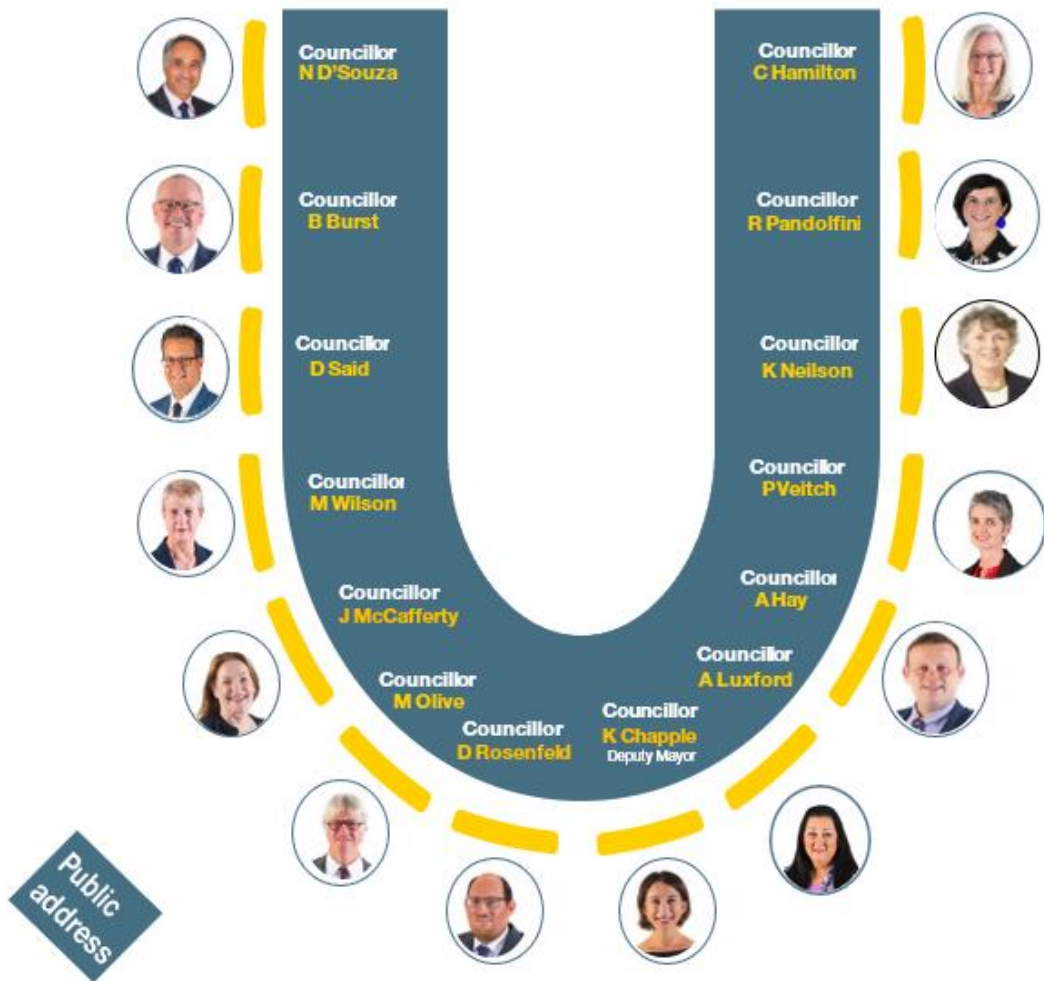 Councillor
N D'Souza
Councillor
C Hamilton
Councillor
B Burst
Councillor
R Pandolfini
Councillor
D Said
Councillor
K Neilson
Councillor
M Wilson
Councillor
P Veitch
Councillor
J McCafferty
Councillor
A Hay
Councillor
M Olive
Councillor
A Luxford
Councillor
D Rosenfeld
Councillor
K Chapple
Deputy Mayor
Public
address